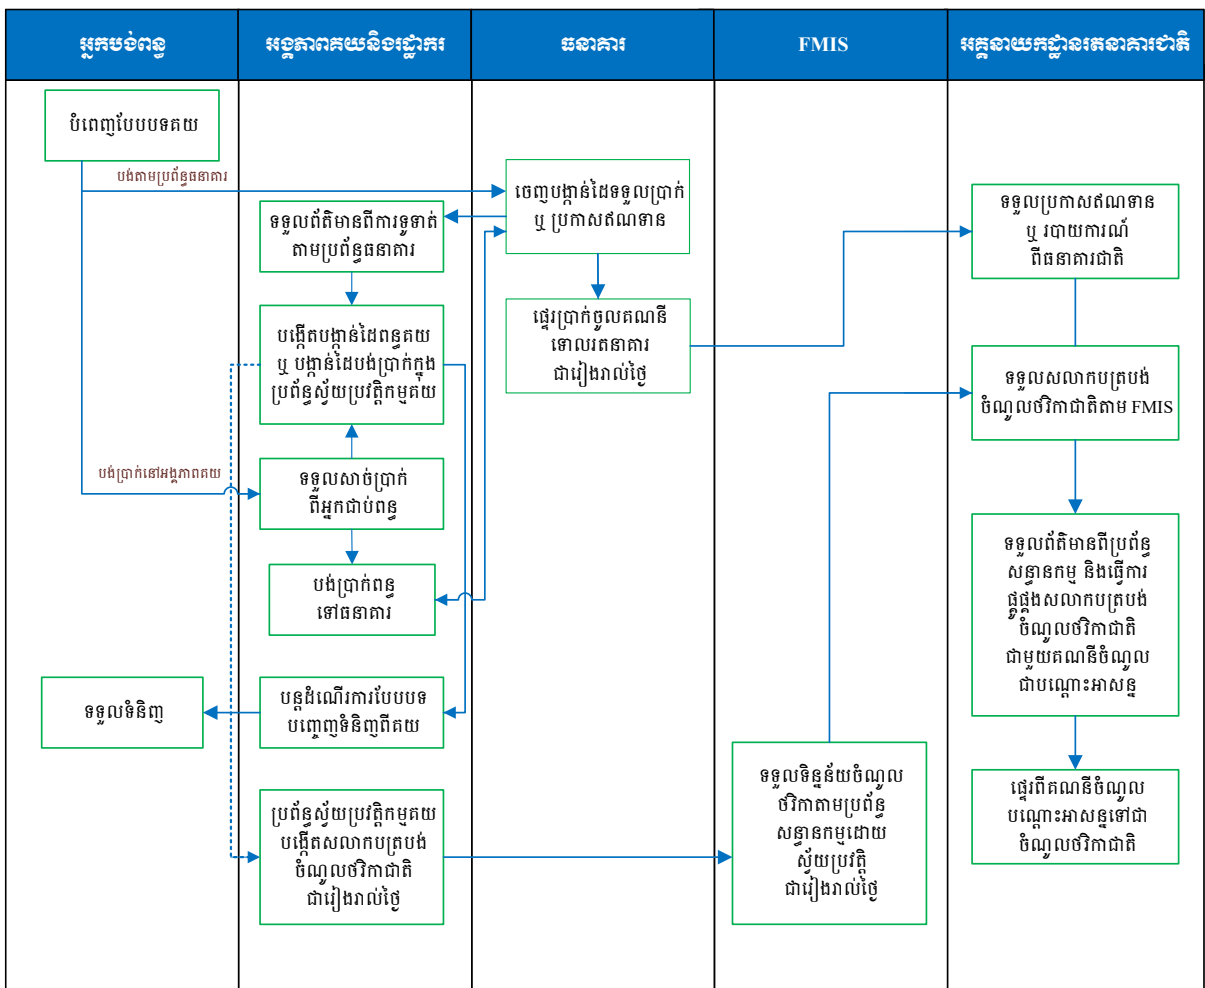 អ្នកបង់ពន្ធ
អង្គភាពគយនិងរដ្ឋាករ
ធនាគារ
FMIS
អគ្គនាយកដ្ឋានរតនាគារជាតិ
បំពេញបែបបទគយ
បង់តាមប្រព័ន្ធធនាគារ
ចេញបង្កាន់ដៃទទួលប្រាក់
ឬ ប្រកាសឥណទាន
ទទួលព័ត៌មានពីការទូទាត់
តាមប្រព័ន្ធធនាគារ
ទទួលប្រកាសឥណទាន
ឬ របាយការណ៍
ពីធនាគារជាតិ
បង្កើតបង្កាន់ដៃពន្ធគយ
ឬ បង្កាន់ដៃបង់ប្រាក់ក្នុង
ប្រព័ន្ធស្វ័យប្រវត្តិកម្មគយ
ផ្ទេរប្រាក់ចូលគណនី
ទោលរតនាគារ
ជារៀងរាល់ថ្ងៃ
ទទួលសលាកបត្របង់
ចំណូលថវិកាជាតិតាម FMIS
បង់ប្រាក់នៅអង្គភាពគយ
ទទួលសាច់ប្រាក់
ពីអ្នកជាប់ពន្ធ
បង់ប្រាក់ពន្ធ
ទៅធនាគារ
ទទួលព័ត៌មានពីប្រព័ន្ធ
សន្ធានកម្ម និងធ្វើការ
ផ្គូផ្គងសលាកបត្របង់
ចំណូលថវិកាជាតិ
ជាមួយគណនីចំណូល
ជាបណ្តោះអាសន្ន
ទទួលទំនិញ
បន្តដំណើរការបែបបទ
បញ្ចេញទំនិញពីគយ
ប្រព័ន្ធស្វ័យប្រវត្តិកម្មគយ
បង្កើតសលាកបត្របង់
ចំណូលថវិកាជាតិ
ជារៀងរាល់ថ្ងៃ
ទទួលទិន្នន័យចំណូល
ថវិកាតាមប្រព័ន្ធ
សន្ធានកម្មដោយ
ស្វ័យប្រវត្តិ
ជារៀងរាល់ថ្ងៃ
ផ្ទេរពីគណនីចំណូល
បណ្តោះអាសន្នទៅជា
ចំណូលថវិកាជាតិ